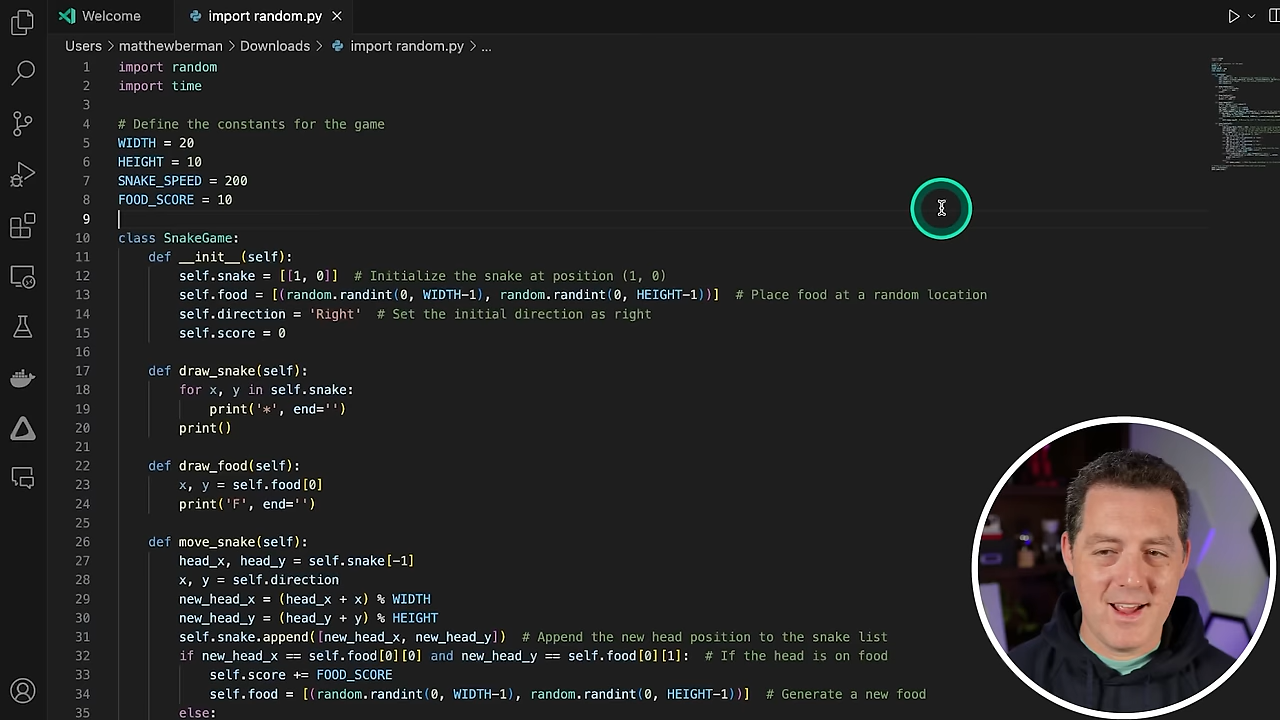 Welcome
import random.py
Users > matthewberman > Downloads > import random.py > ...
1 import random
2 import time
3
4 # Define the constants for the game
5 WIDTH = 20
6 HEIGHT = 10
7 SNAKE_SPEED = 200
8 FOOD_SCORE = 10
9
10 class SnakeGame:
11     def __init__(self):
12         self.snake = [[1, 0]]  # Initialize the snake at position (1, 0)
13         self.food = [(random.randint(0, WIDTH-1), random.randint(0, HEIGHT-1))]  # Place food at a random location
14         self.direction = 'Right'  # Set the initial direction as right
15         self.score = 0
16
17     def draw_snake(self):
18         for x, y in self.snake:
19             print('*', end='')
20         print()
21
22     def draw_food(self):
23         x, y = self.food[0]
24         print('F', end='')
25
26     def move_snake(self):
27         head_x, head_y = self.snake[-1]
28         x, y = self.direction
29         new_head_x = (head_x + x) % WIDTH
30         new_head_y = (head_y + y) % HEIGHT
31         self.snake.append([new_head_x, new_head_y])  # Append the new head position to the snake list
32         if new_head_x == self.food[0][0] and new_head_y == self.food[0][1]:  # If the head is on food
33             self.score += FOOD_SCORE
34             self.food = [(random.randint(0, WIDTH-1), random.randint(0, HEIGHT-1))]  # Generate a new food
35         else: